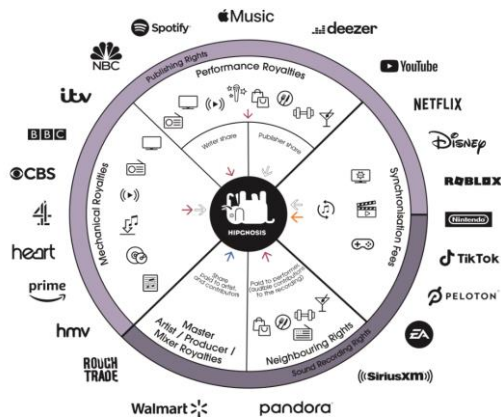 Music
Spotify
deezer
NBC
YouTube
itv
NETFLIX
BBC
Disney
CBS
ROBLOX
4
Nintendo
heart
TikTok
prime
PELOTON
hmv
EA
ROUGH
TRADE
((SiriusXM))
Walmart
pandora
Publishing Rights
Performance Royalties
Writer share
Publisher share
Mechanical Royalties
Synchronisation Fees
HIPGNOSIS
Share
paid to artist,
and contributors
Paid to performers
(audible contribution
to the recording)
Master
Artist / Producer /
Mixer Royalties
Neighbouring Rights
Sound Recording Rights